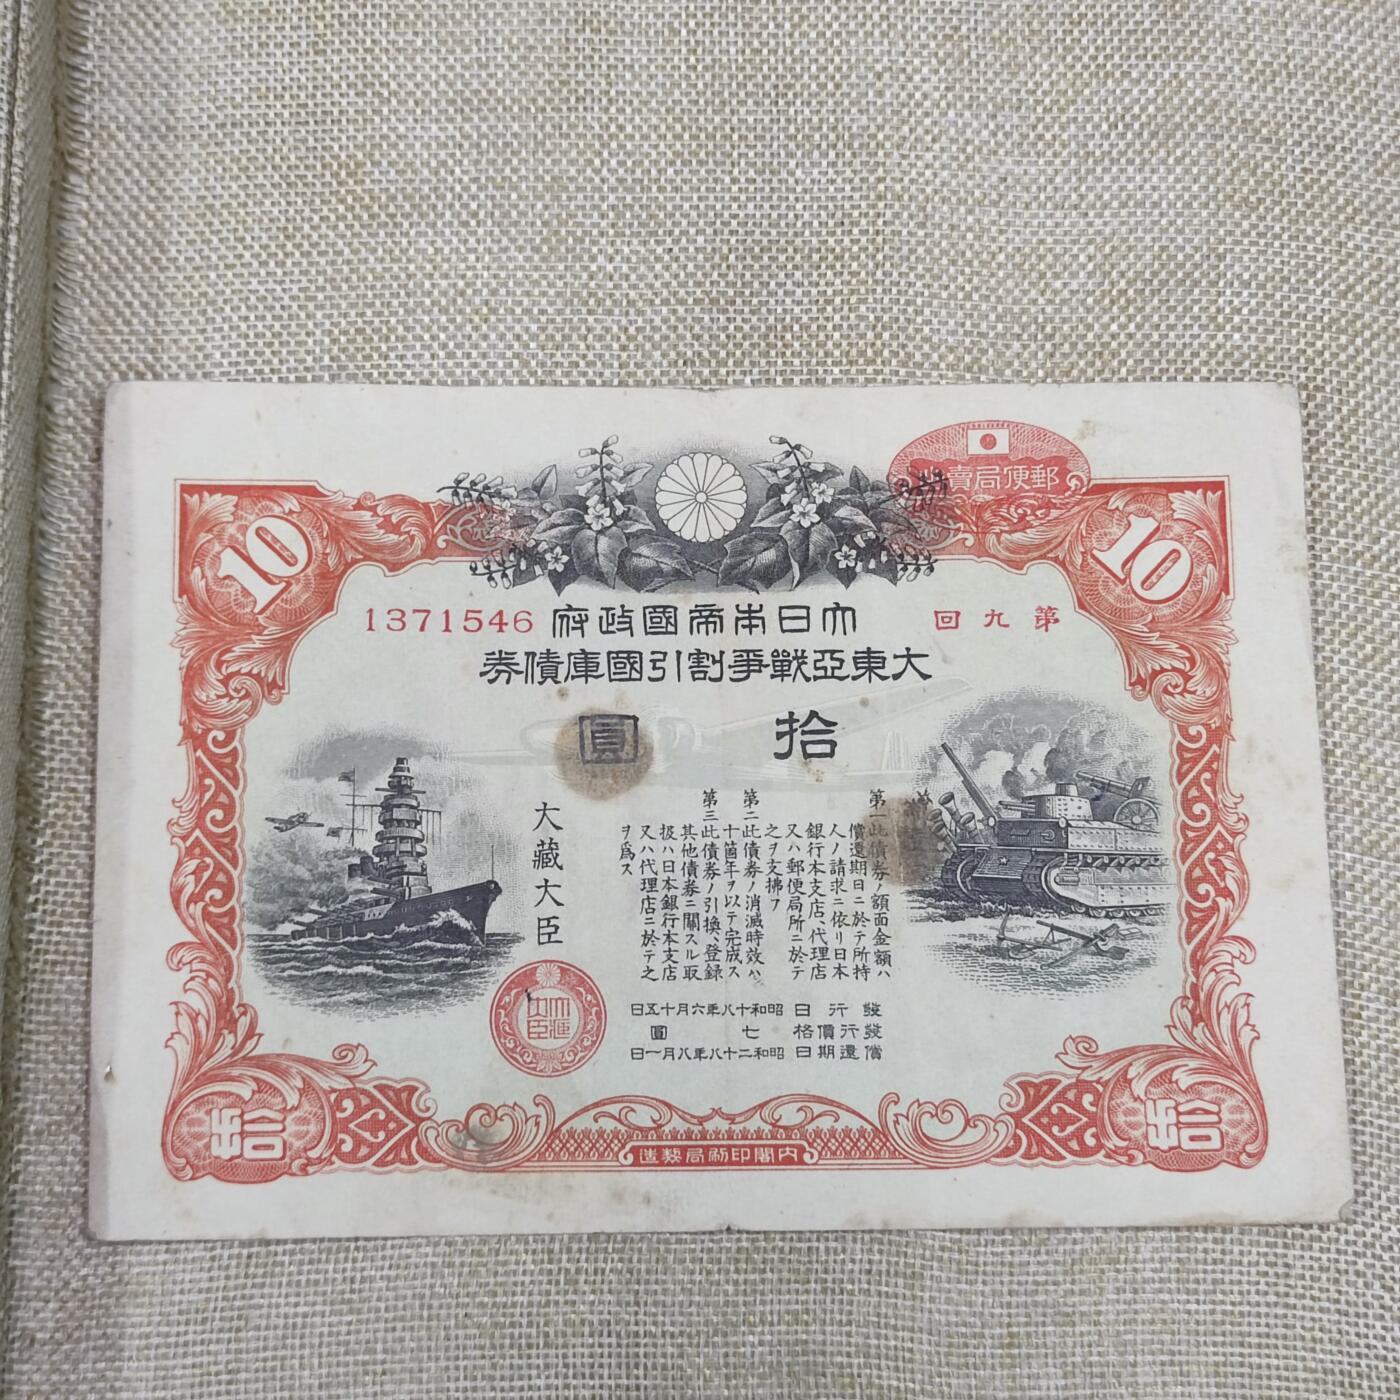 郵便局賣出
10
10
第九回
大日本帝國政府
1371546
大東亞戰爭割引國庫債券
拾圓
第一 此債券ノ額面金額ハ
償還期日ニ於テ所持
人ノ請求ニ依リ日本
銀行本支店、代理店
又ハ郵便局所ニ於テ
之ヲ支拂フ
第二 此債券ノ消滅時效ハ
十箇年ヲ以テ完成ス
第三 此債券ノ引換、登錄
其他債券ニ關スル取
扱ハ日本銀行本支店
又ハ代理店ニ於テ之
ヲ爲ス
大藏大臣
大藏大臣
發行日 昭和十八年六月十五日
發行價格 七圓
償還期日 昭和二十八年八月一日
拾
拾
內閣印刷局製造